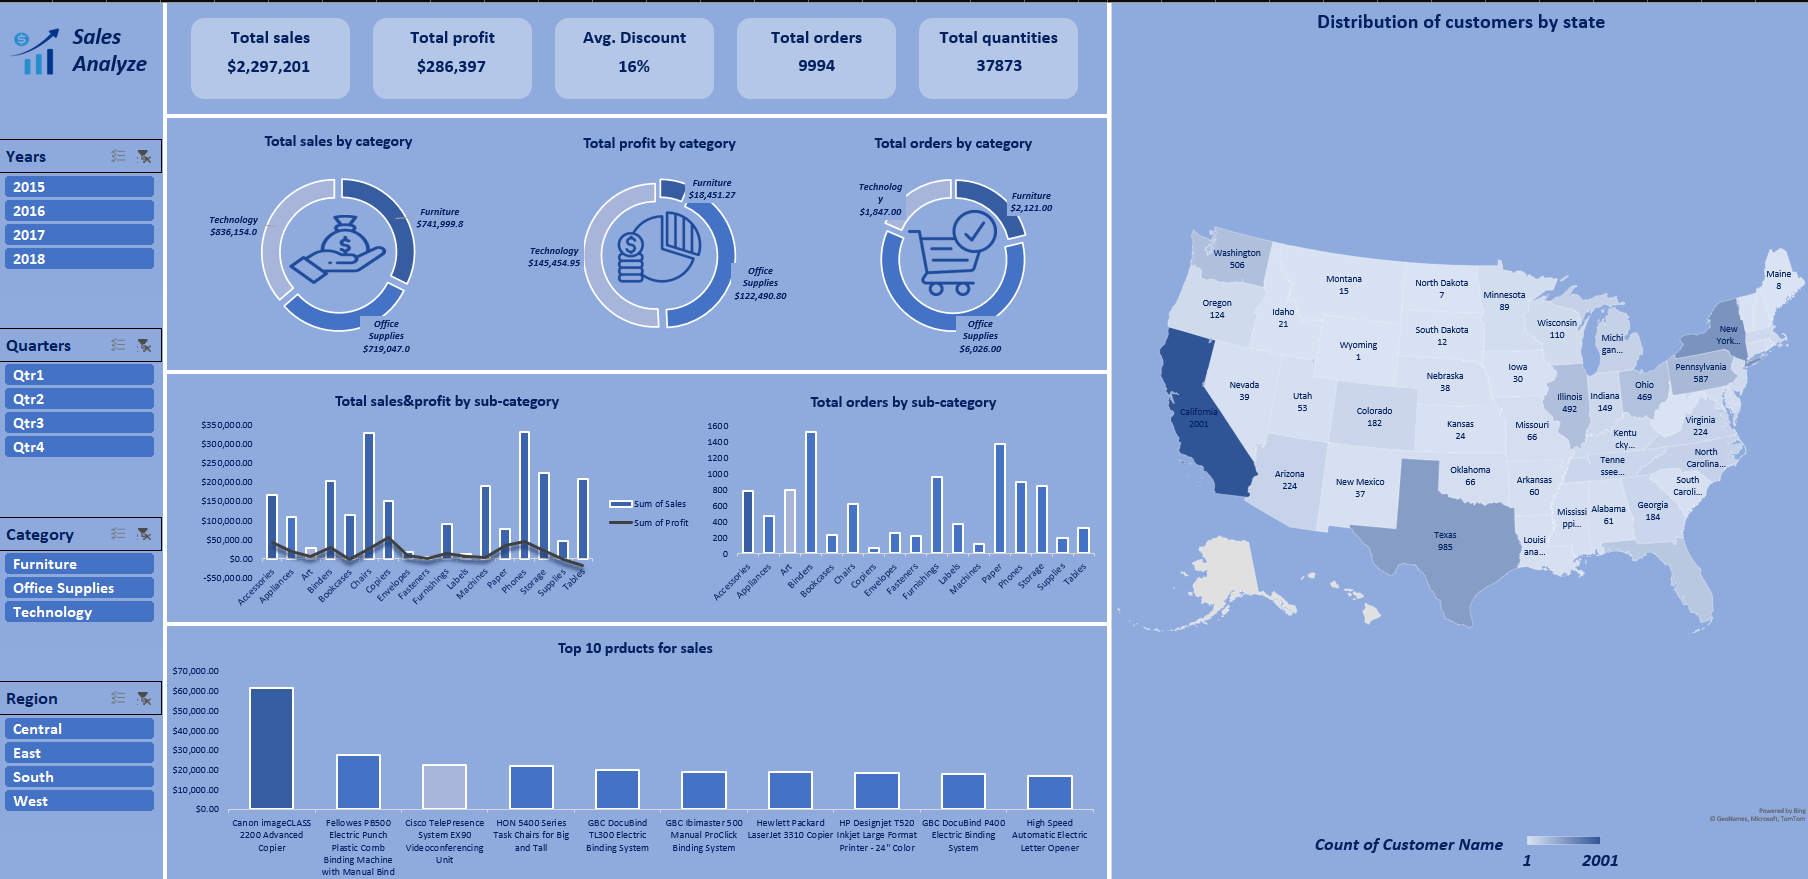 Sales
Analyze
Total sales
$2,297,201
Total profit
$286,397
Avg. Discount
16%
Total orders
9994
Total quantities
37873
Years
2015
2016
2017
2018
Quarters
Qtr1
Qtr2
Qtr3
Qtr4
Category
Furniture
Office Supplies
Technology
Region
Central
East
South
West
Total sales by category
Technology
$836,154.0
Furniture
$741,999.8
Office
Supplies
$719,047.0
Total profit by category
Furniture
$18,451.27
Technology
$145,454.95
Office
Supplies
$122,490.80
Total orders by category
Technolog
y
$1,847.00
Furniture
$2,121.00
Office
Supplies
$6,026.00
Total sales&profit by sub-category
$350,000.00
$300,000.00
$250,000.00
$200,000.00
$150,000.00
$100,000.00
$50,000.00
$0.00
-$50,000.00
Accessories
Appliances
Art
Binders
Bookcases
Chairs
Copiers
Envelopes
Fasteners
Furnishings
Labels
Machines
Paper
Phones
Storage
Supplies
Tables
Sum of Sales
Sum of Profit
Total orders by sub-category
1600
1400
1200
1000
800
600
400
200
0
Accessories
Appliances
Art
Binders
Bookcases
Chairs
Copiers
Envelopes
Fasteners
Furnishings
Labels
Machines
Paper
Phones
Storage
Supplies
Tables
Top 10 prducts for sales
$70,000.00
$60,000.00
$50,000.00
$40,000.00
$30,000.00
$20,000.00
$10,000.00
$0.00
Canon imageCLASS
2200 Advanced
Copier
Fellowes PB500
Electric Punch
Plastic Comb
Binding Machine
with Manual Bind
Cisco TelePresence
System EX90
Videoconferencing
Unit
HON 5400 Series
Task Chairs for Big
and Tall
GBC DocuBind
TL300 Electric
Binding System
GBC Ibimaster 500
Manual ProClick
Binding System
Hewlett Packard
LaserJet 3310 Copier
HP Designjet T520
Inkjet Large Format
Printer - 24" Color
GBC DocuBind P400
Electric Binding
System
High Speed
Automatic Electric
Letter Opener
Distribution of customers by state
Washington
506
Montana
15
North Dakota
7
Minnesota
89
Maine
8
Oregon
124
Idaho
21
South Dakota
12
Wisconsin
110
Michi
gan...
New
York...
Wyoming
1
Nebraska
38
Iowa
30
Pennsylvania
587
Nevada
39
Utah
53
Colorado
182
Illinois
492
Indiana
149
Ohio
469
California
2001
Kansas
24
Missouri
66
Kentu
cky...
Virginia
224
Arizona
224
New Mexico
37
Oklahoma
66
Arkansas
60
Tenne
ssee...
North
Carolina...
South
Caroli...
Mississi
ppi...
Alabama
61
Georgia
184
Texas
985
Louisi
ana...
Powered by Bing
© GeoNames, Microsoft, TomTom
Count of Customer Name
1
2001